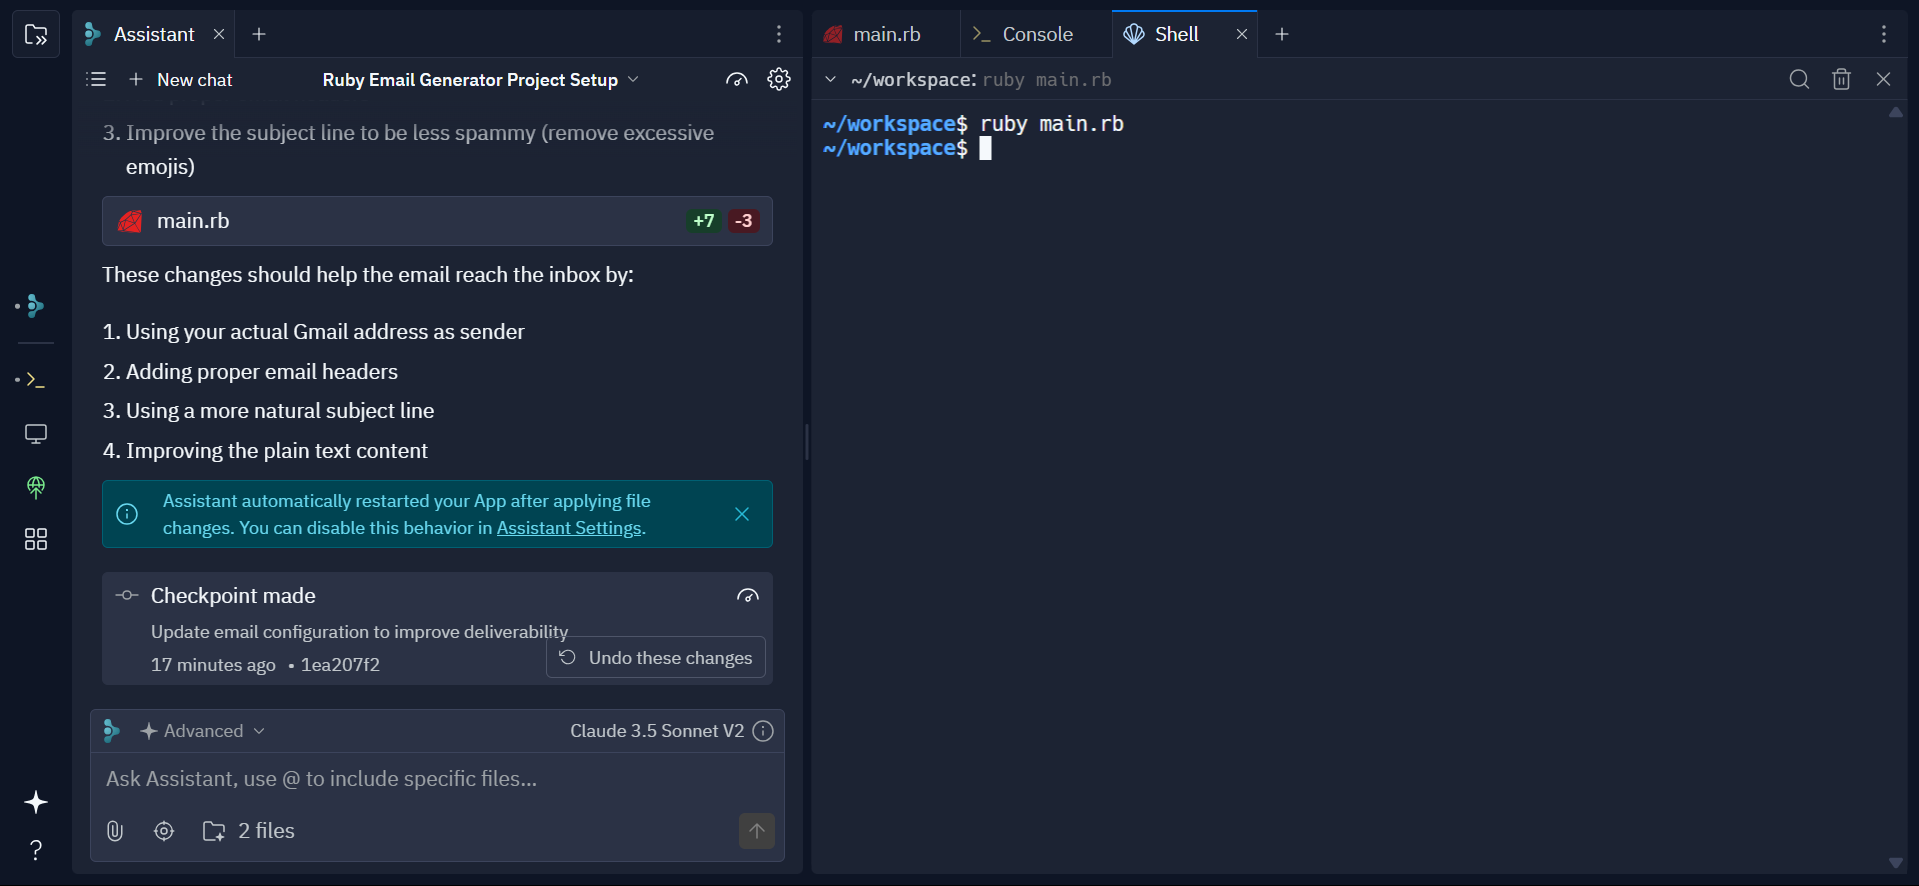 Assistant
New chat
Ruby Email Generator Project Setup
3. Improve the subject line to be less spammy (remove excessive
emojis)
main.rb
+7 -3
These changes should help the email reach the inbox by:
1. Using your actual Gmail address as sender
2. Adding proper email headers
3. Using a more natural subject line
4. Improving the plain text content
Assistant automatically restarted your App after applying file
changes. You can disable this behavior in Assistant Settings.
Checkpoint made
Update email configuration to improve deliverability
17 minutes ago • 1ea207f2
Undo these changes
Advanced
Claude 3.5 Sonnet V2
Ask Assistant, use @ to include specific files...
2 files
main.rb
Console
Shell
~/workspace: ruby main.rb
~/workspace$ ruby main.rb
~/workspace$